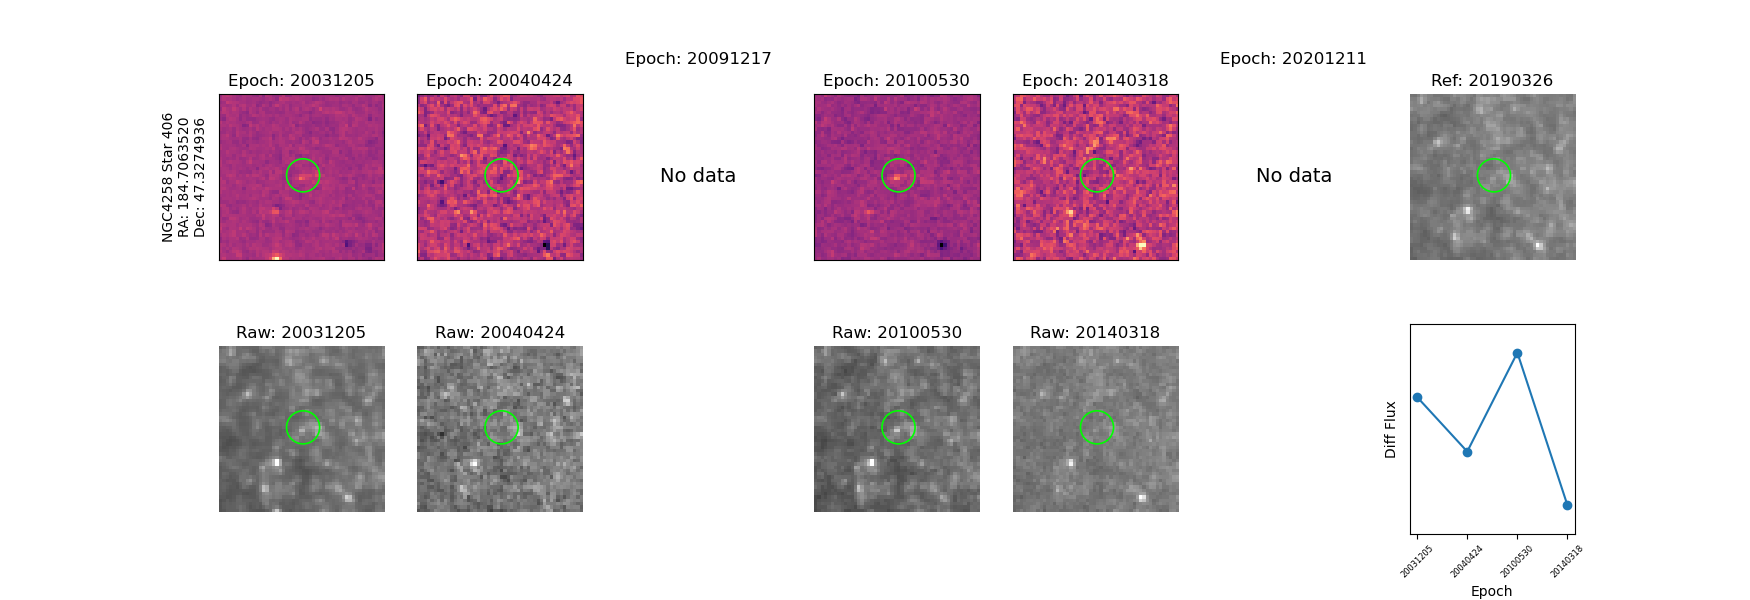 Epoch: 20091217
Epoch: 20201211
Epoch: 20031205
Epoch: 20040424
Epoch: 20100530
Epoch: 20140318
Ref: 20190326
NGC4258 Star 406
RA: 184.7063520
Dec: 47.3274936
No data
No data
Raw: 20031205
Raw: 20040424
Raw: 20100530
Raw: 20140318
Diff Flux
20031205
20040424
20100530
20140318
Epoch